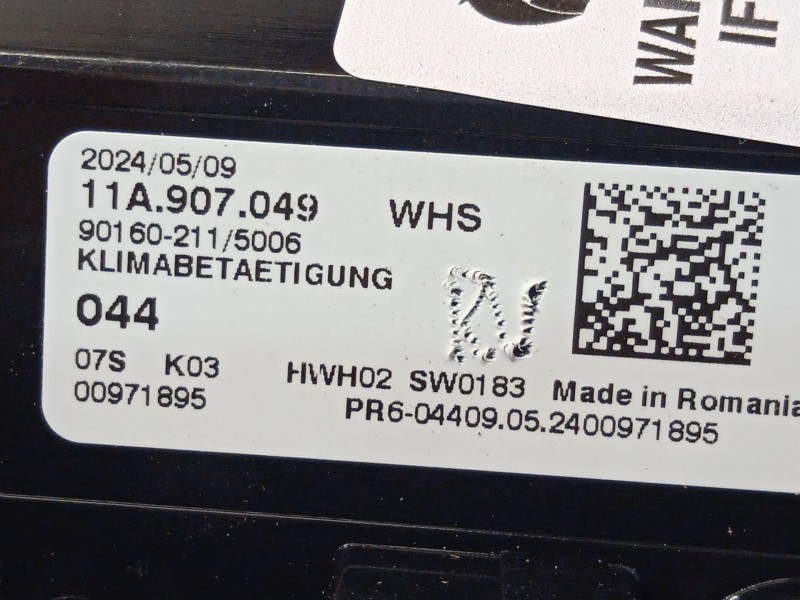 2024/05/09
11A.907.049 WHS
90160-211/5006
KLIMABETAETIGUNG
044
07S K03
HWH02 SW0183 Made in Romania
00971895
PR6-04409.05.2400971895
IF